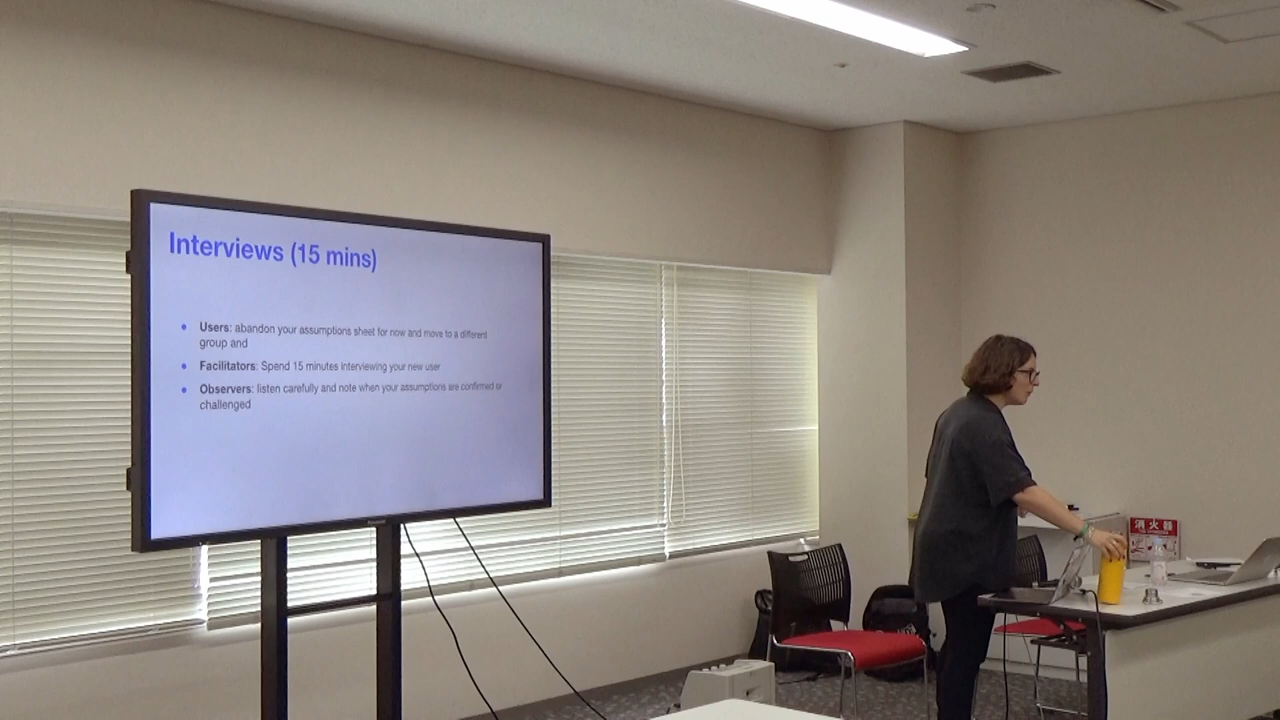 Interviews (15 mins)
• Users: abandon your assumptions sheet for now and move to a different
group and
• Facilitators: Spend 15 minutes interviewing your new user
• Observers: listen carefully and note when your assumptions are confirmed or
challenged
Panasonic
消火器